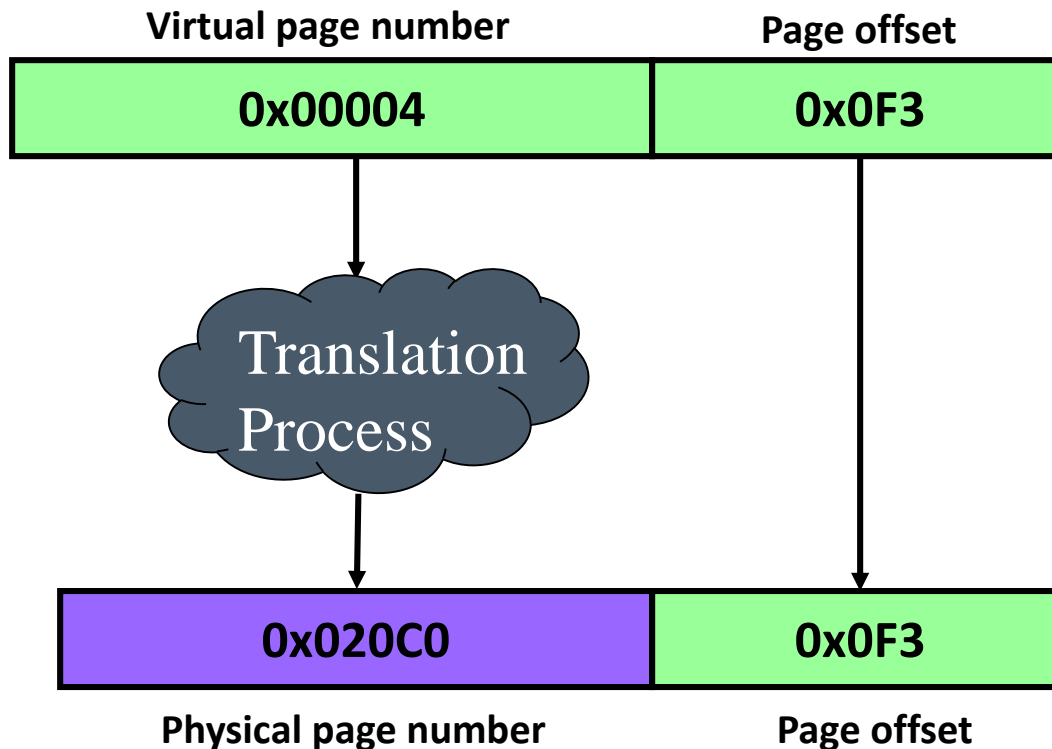 Virtual page number
Page offset
0x00004
0x0F3
Translation
Process
0x020C0
0x0F3
Physical page number
Page offset